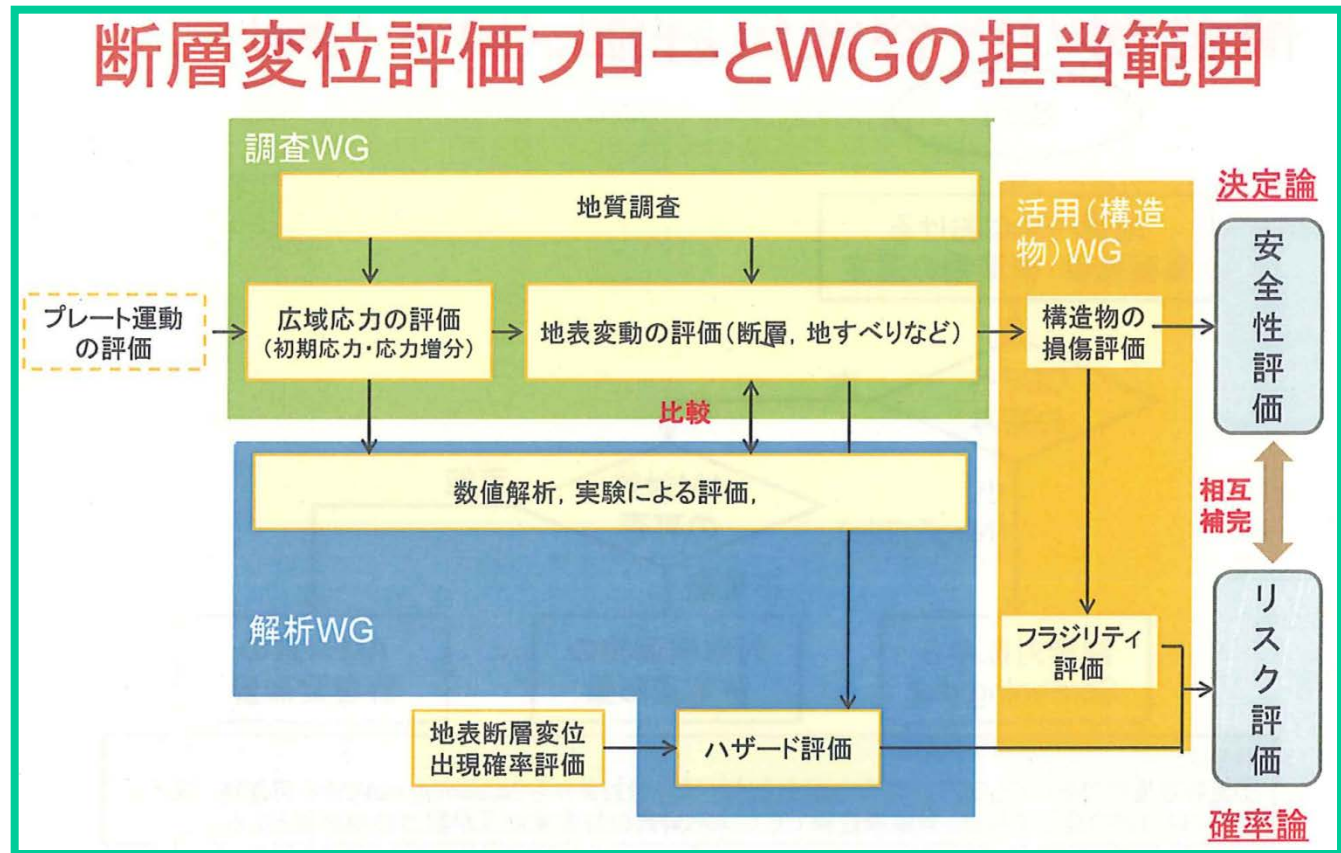 断層変位評価フローとWGの担当範囲
調査WG
地質調査
プレート運動
の評価
広域応力の評価
(初期応力・応力増分)
地表変動の評価(断層, 地すべりなど)
比較
数値解析, 実験による評価,
解析WG
地表断層変位
出現確率評価
ハザード評価
活用(構造
物)WG
構造物の
損傷評価
フラジリティ
評価
決定論
安全性評価
相互
補完
リスク評価
確率論